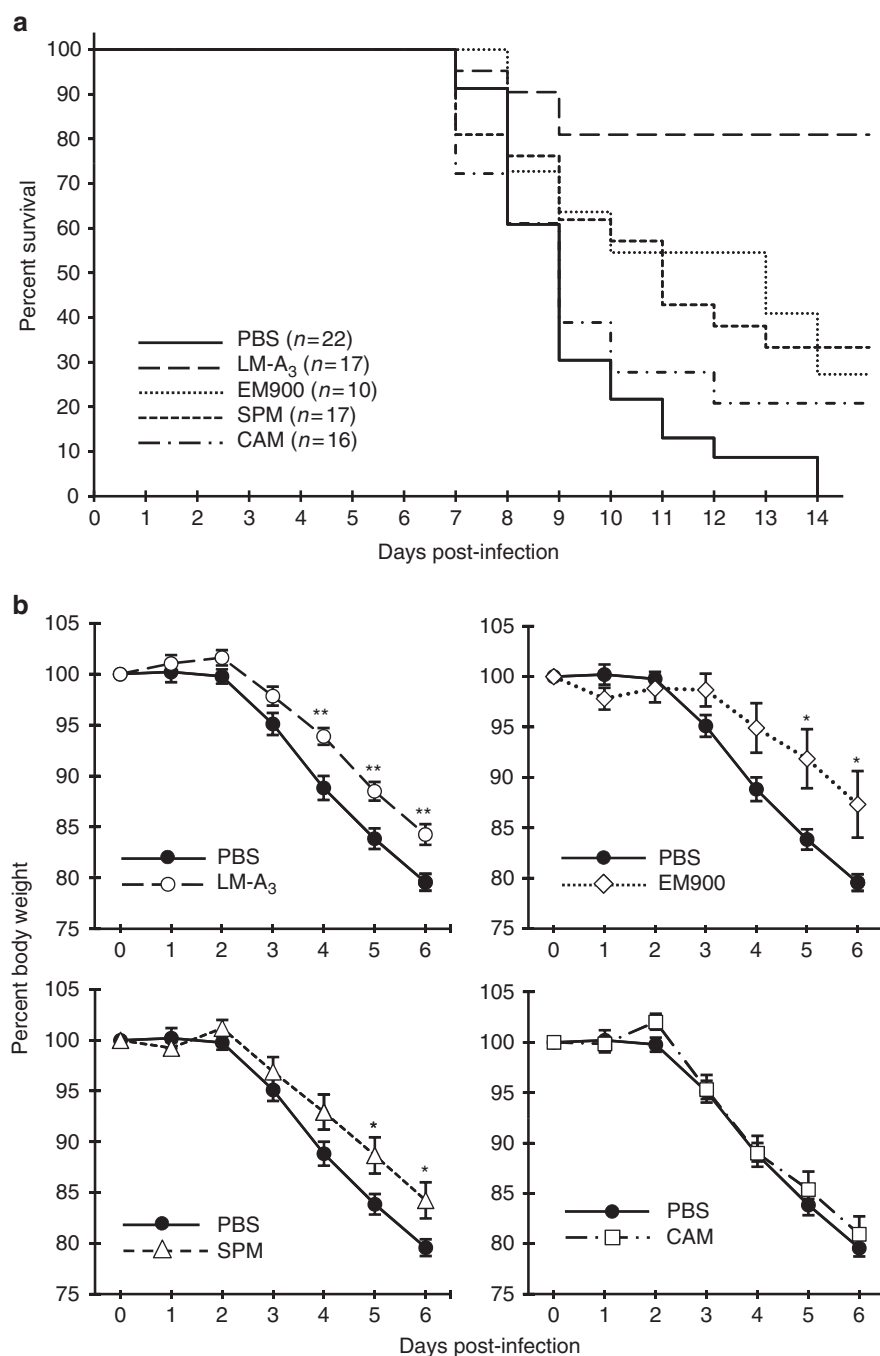 a
100
90
80
70
60
50
40
30
20
10
0
Percent survival
PBS (n=22)
LM-A₃ (n=17)
EM900 (n=10)
SPM (n=17)
CAM (n=16)
0 1 2 3 4 5 6 7 8 9 10 11 12 13 14
Days post-infection
b
Percent body weight
105
100
95
90
85
80
75
** ** **
PBS
LM-A₃
0 1 2 3 4 5 6
105
100
95
90
85
80
75
* *
PBS
EM900
0 1 2 3 4 5 6
105
100
95
90
85
80
75
* *
PBS
SPM
0 1 2 3 4 5 6
105
100
95
90
85
80
75
PBS
CAM
0 1 2 3 4 5 6
Days post-infection